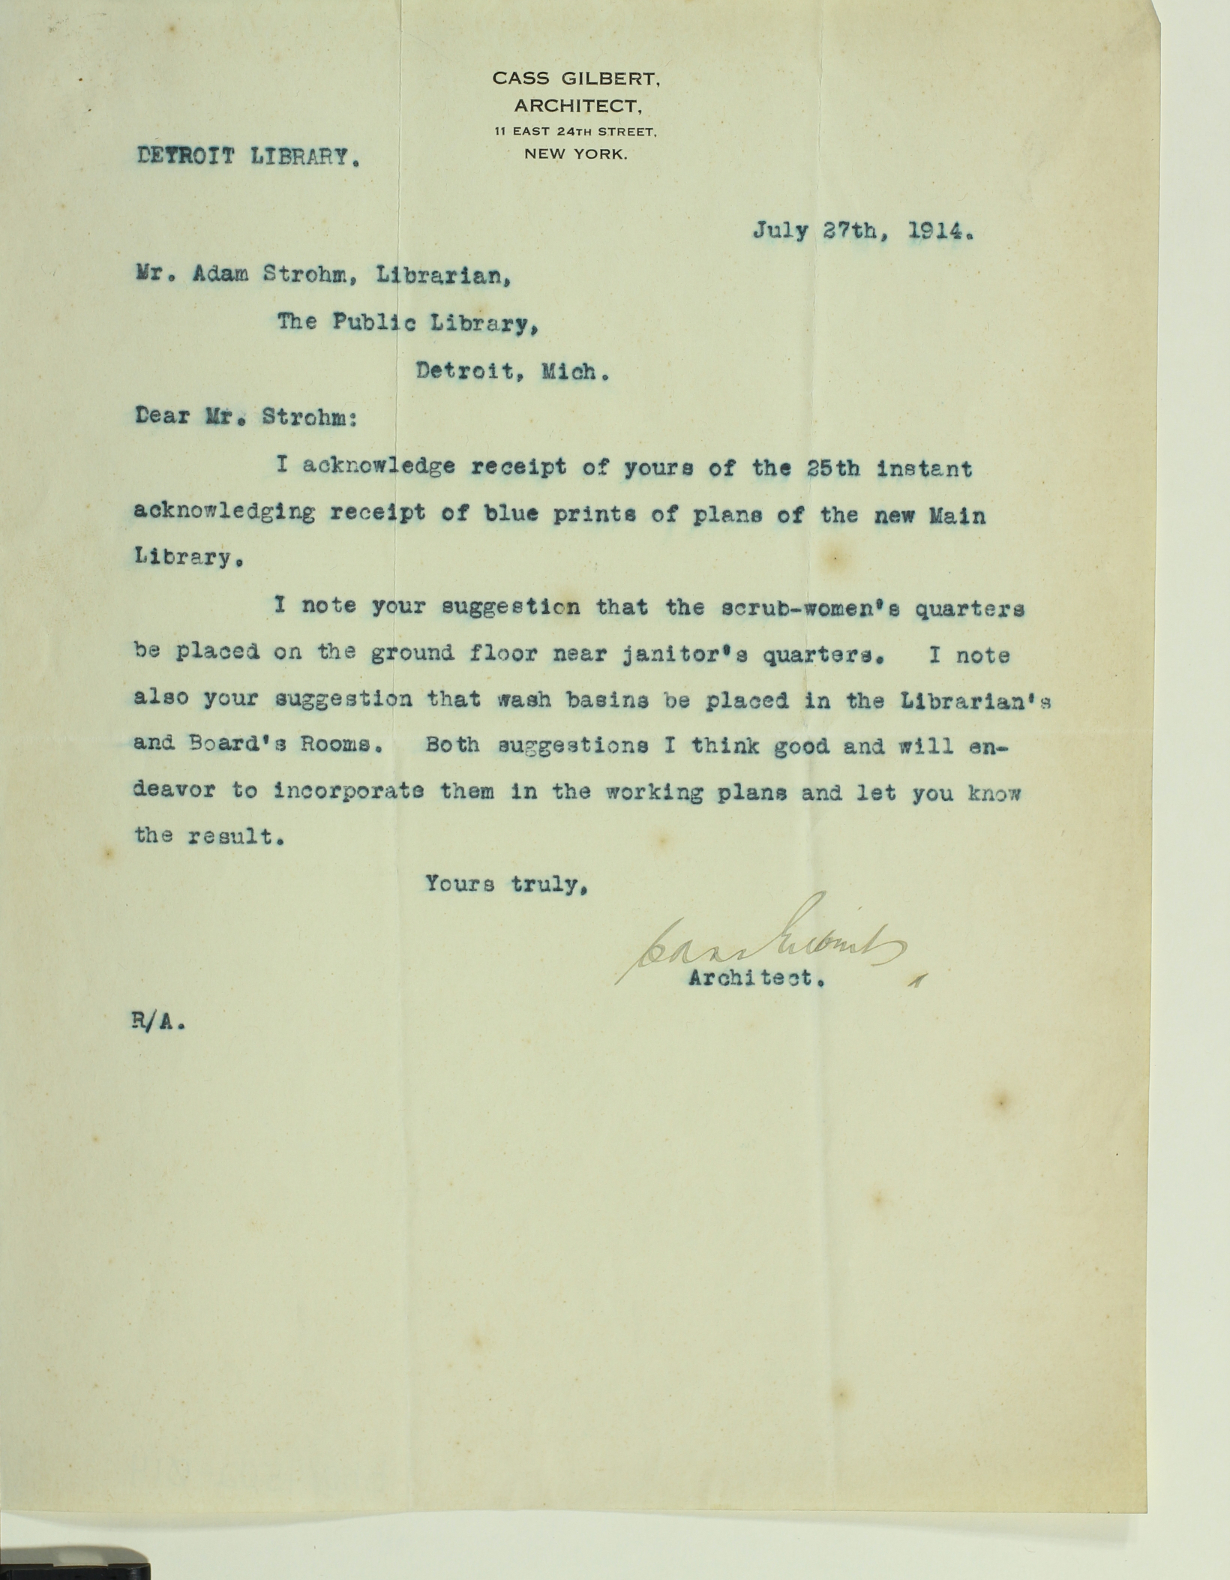 CASS GILBERT,
ARCHITECT,
11 EAST 24TH STREET,
NEW YORK.
DETROIT LIBRARY.
July 27th, 1914.
Mr. Adam Strohm, Librarian,
The Public Library,
Detroit, Mich.
Dear Mr. Strohm:
I acknowledge receipt of yours of the 25th instant
acknowledging receipt of blue prints of plans of the new Main
Library.
I note your suggestion that the scrub-women's quarters
be placed on the ground floor near janitor's quarters. I note
also your suggestion that wash basins be placed in the Librarian's
and Board's Rooms. Both suggestions I think good and will en-
deavor to incorporate them in the working plans and let you know
the result.
Yours truly,
Cass Gilbert
Architect.
R/A.